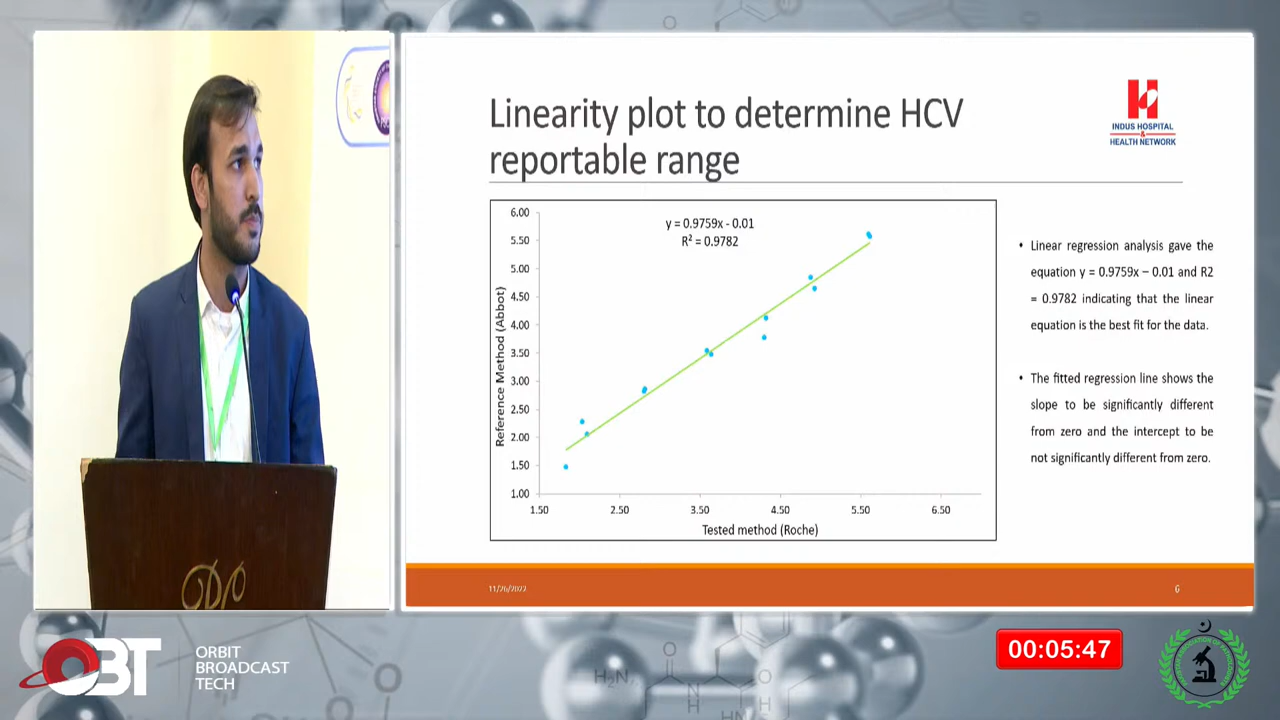 Linearity plot to determine HCV
reportable range
INDUS HOSPITAL
&
HEALTH NETWORK
y = 0.9759x - 0.01
R² = 0.9782
Reference Method (Abbot)
6.00
5.50
5.00
4.50
4.00
3.50
3.00
2.50
2.00
1.50
1.00
1.50 2.50 3.50 4.50 5.50 6.50
Tested method (Roche)
• Linear regression analysis gave the
equation y = 0.9759x – 0.01 and R2
= 0.9782 indicating that the linear
equation is the best fit for the data.
• The fitted regression line shows the
slope to be significantly different
from zero and the intercept to be
not significantly different from zero.
11/26/2022
6
OBT
ORBIT
BROADCAST
TECH
00:05:47
H₂N
O
N
H
O
O